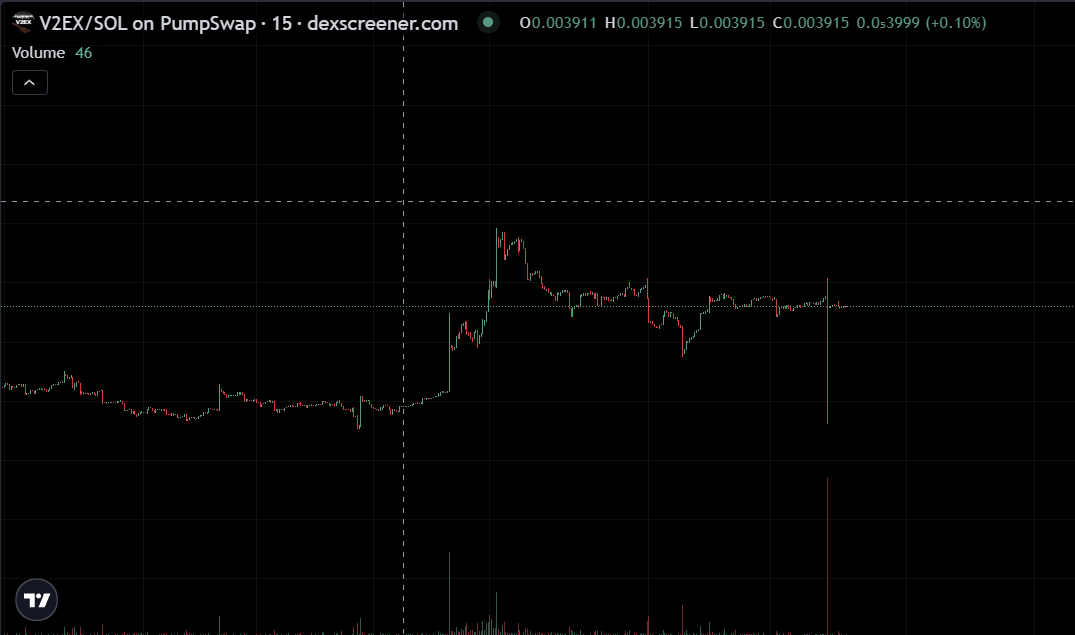 V2EX/SOL on PumpSwap · 15 · dexscreener.com O0.003911 H0.003915 L0.003915 C0.003915 0.0₅3999 (+0.10%)
Volume 46